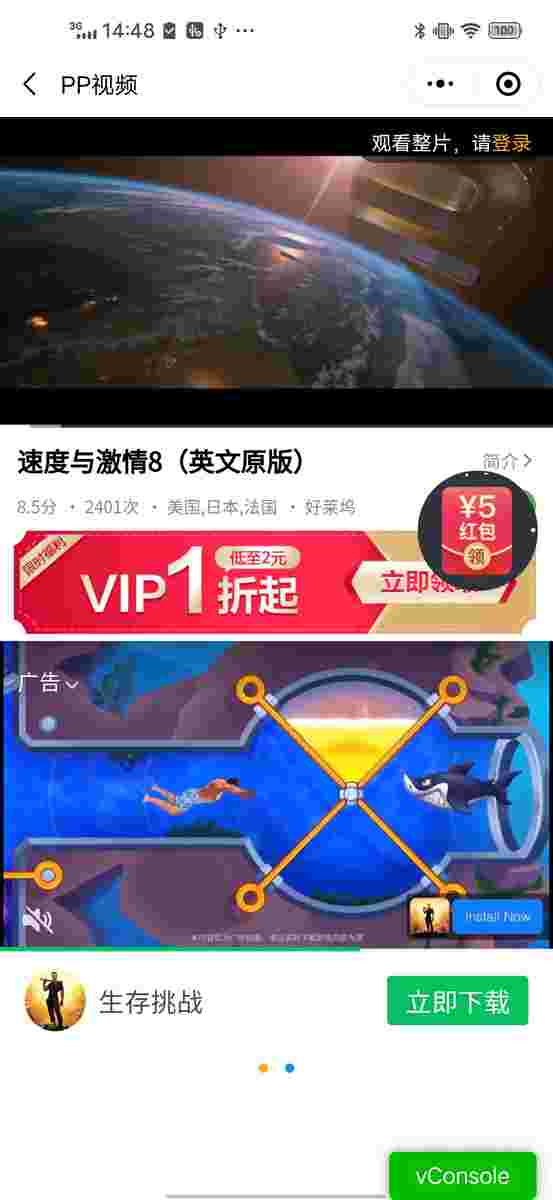 3G 14:48 100
PP视频
观看整片，请登录
速度与激情8（英文原版）
简介
8.5分 · 2401次 · 美国,日本,法国 · 好莱坞
¥5
红包
领
限时福利
VIP1折起
低至2元
立即领
广告
Install Now
生存挑战
立即下载
vConsole